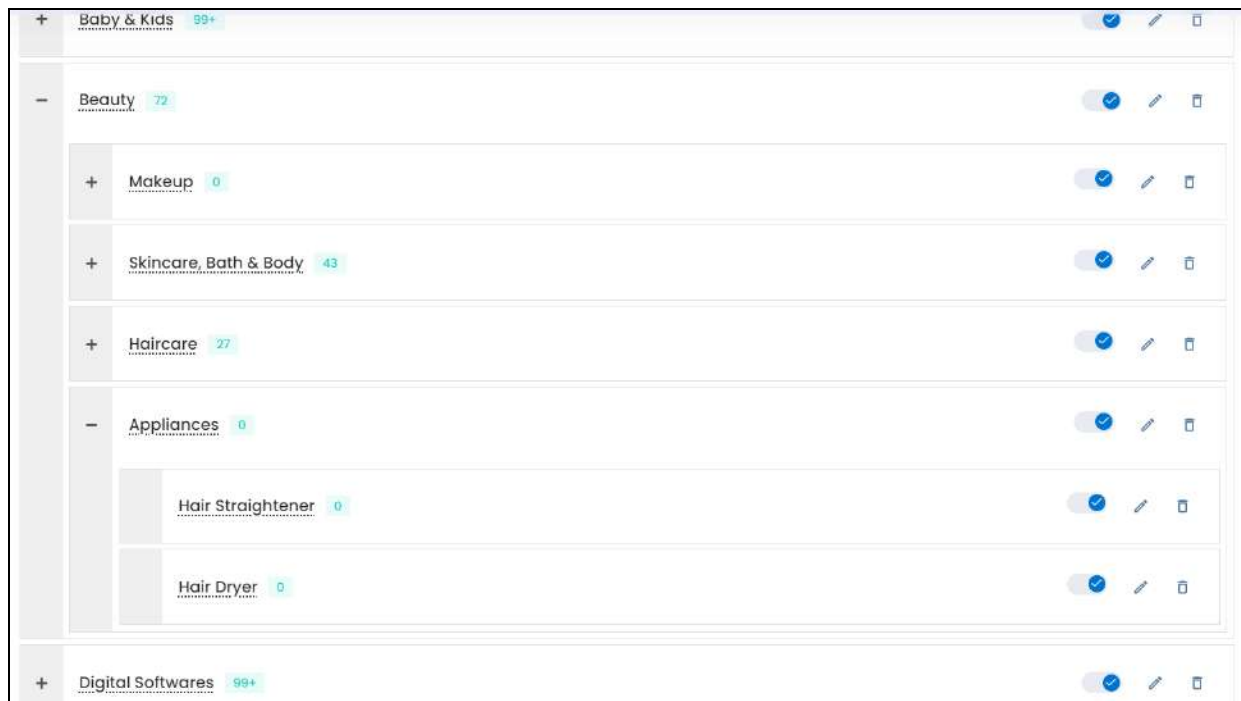 Baby & Kids 99+
Beauty 72
Makeup 0
Skincare, Bath & Body 43
Haircare 27
Appliances 0
Hair Straightener 0
Hair Dryer 0
Digital Softwares 99+